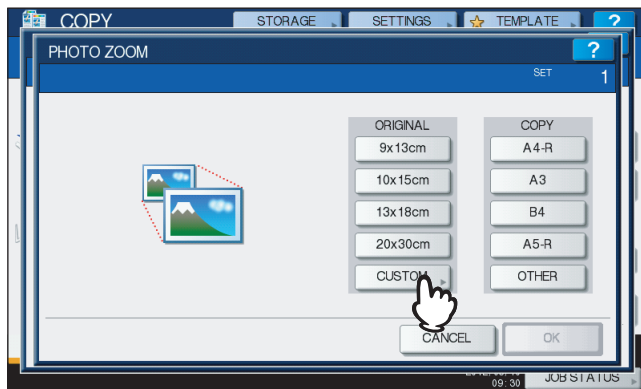 COPY STORAGE SETTINGS TEMPLATE ?
PHOTO ZOOM ?
SET 1
ORIGINAL COPY
9x13cm A4-R
10x15cm A3
13x18cm B4
20x30cm A5-R
CUSTOM OTHER
CANCEL OK
09:30 JOB STATUS